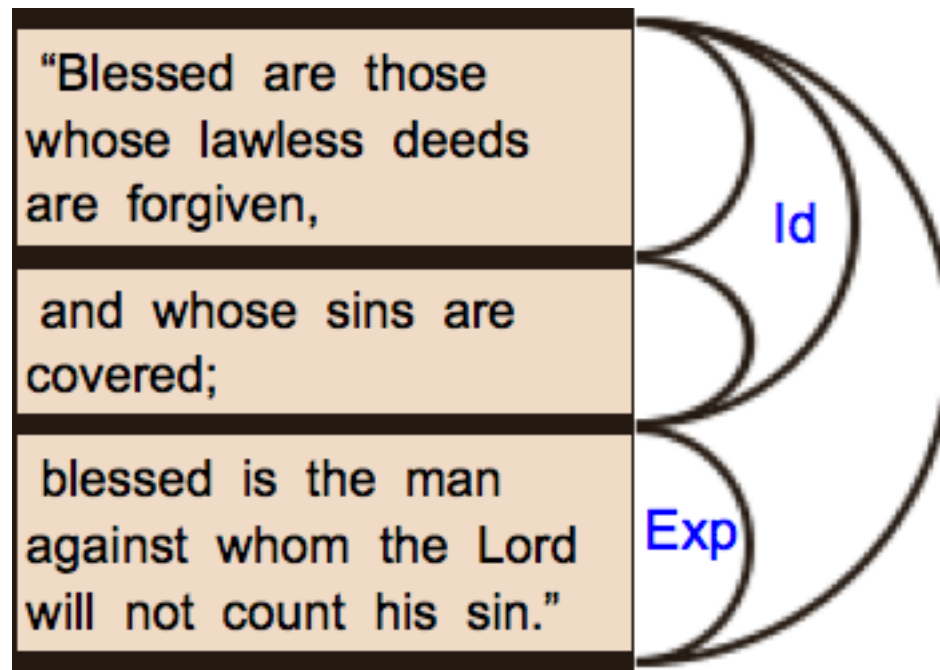 “Blessed are those
whose lawless deeds
are forgiven,
Id
and whose sins are
covered;
blessed is the man
against whom the Lord
will not count his sin.”
Exp